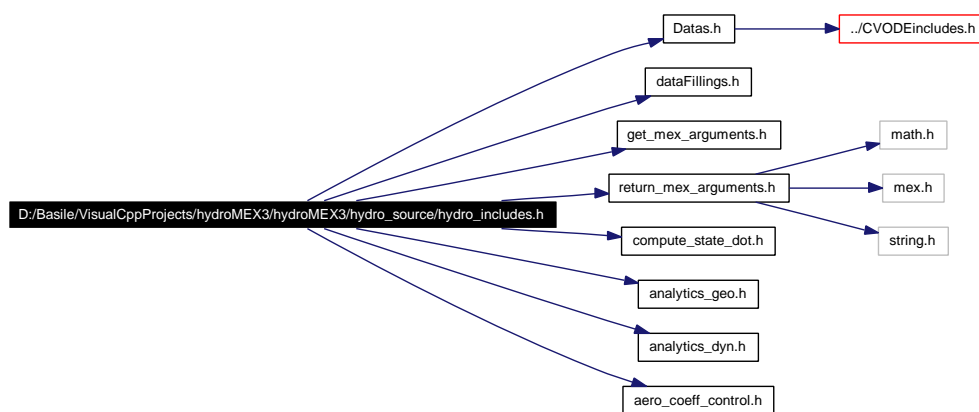 Datas.h
../CVODEincludes.h
dataFillings.h
get_mex_arguments.h
math.h
return_mex_arguments.h
mex.h
D:/Basile/VisualCppProjects/hydroMEX3/hydroMEX3/hydro_source/hydro_includes.h
compute_state_dot.h
string.h
analytics_geo.h
analytics_dyn.h
aero_coeff_control.h